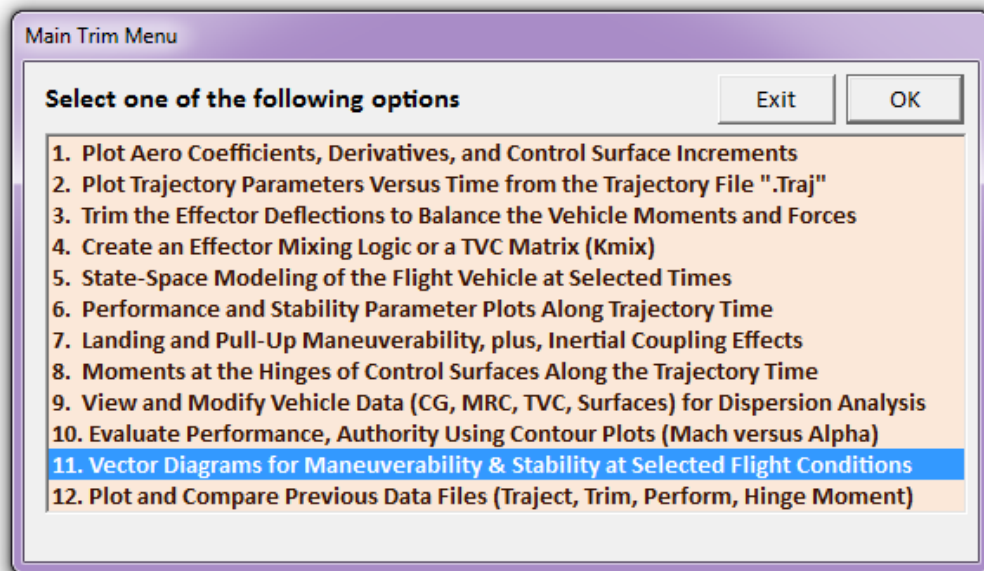 Main Trim Menu
Select one of the following options
Exit
OK
1. Plot Aero Coefficients, Derivatives, and Control Surface Increments
2. Plot Trajectory Parameters Versus Time from the Trajectory File ".Traj"
3. Trim the Effector Deflections to Balance the Vehicle Moments and Forces
4. Create an Effector Mixing Logic or a TVC Matrix (Kmix)
5. State-Space Modeling of the Flight Vehicle at Selected Times
6. Performance and Stability Parameter Plots Along Trajectory Time
7. Landing and Pull-Up Maneuverability, plus, Inertial Coupling Effects
8. Moments at the Hinges of Control Surfaces Along the Trajectory Time
9. View and Modify Vehicle Data (CG, MRC, TVC, Surfaces) for Dispersion Analysis
10. Evaluate Performance, Authority Using Contour Plots (Mach versus Alpha)
11. Vector Diagrams for Maneuverability & Stability at Selected Flight Conditions
12. Plot and Compare Previous Data Files (Traject, Trim, Perform, Hinge Moment)